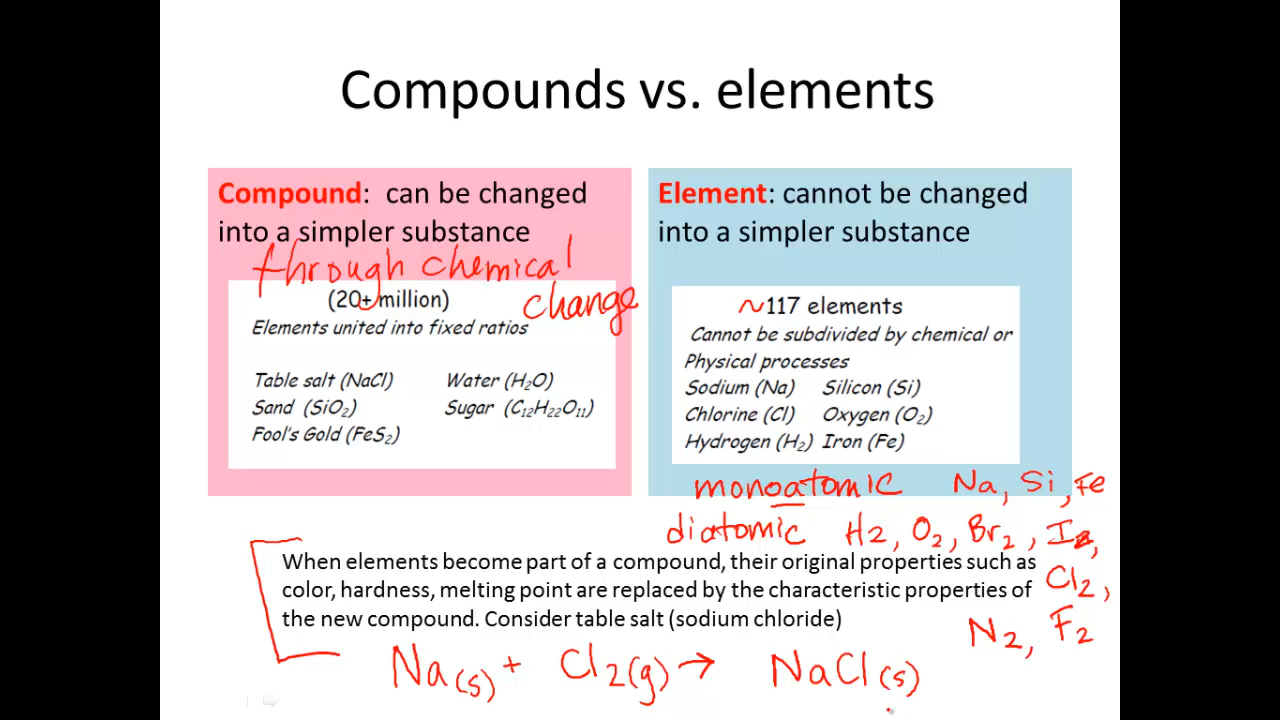 Compounds vs. elements
Compound: can be changed
into a simpler substance
through chemical
change
(20+ million)
Elements united into fixed ratios
Table salt (NaCl) Water (H₂O)
Sand (SiO₂) Sugar (C₁₂H₂₂O₁₁)
Fool's Gold (FeS₂)
Element: cannot be changed
into a simpler substance
~117 elements
Cannot be subdivided by chemical or
Physical processes
Sodium (Na) Silicon (Si)
Chlorine (Cl) Oxygen (O₂)
Hydrogen (H₂) Iron (Fe)
monoatomic Na, Si, Fe
diatomic H2, O₂, Br₂, I₂,
Cl₂,
N₂, F₂
When elements become part of a compound, their original properties such as
color, hardness, melting point are replaced by the characteristic properties of
the new compound. Consider table salt (sodium chloride)
Na(s) + Cl₂(g) → NaCl(s)